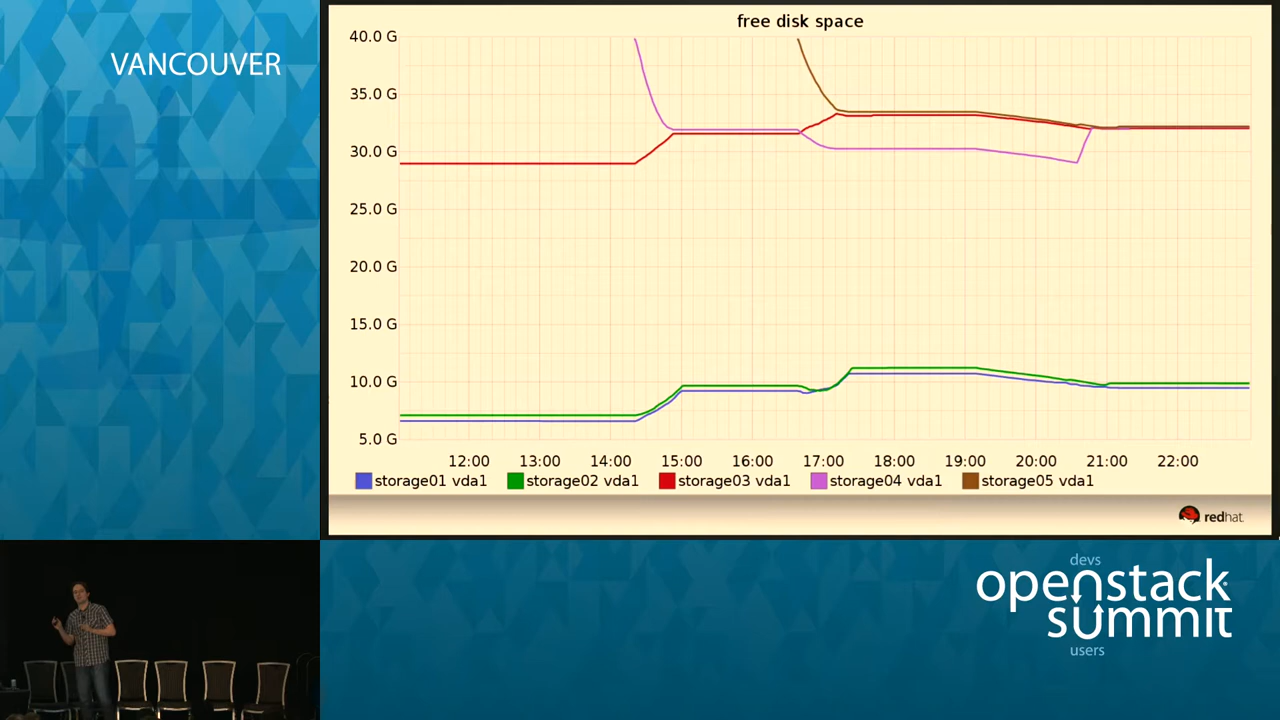 VANCOUVER
free disk space
40.0 G
35.0 G
30.0 G
25.0 G
20.0 G
15.0 G
10.0 G
5.0 G
12:00 13:00 14:00 15:00 16:00 17:00 18:00 19:00 20:00 21:00 22:00
storage01 vda1 storage02 vda1 storage03 vda1 storage04 vda1 storage05 vda1
redhat
devs
openstack
summit
users